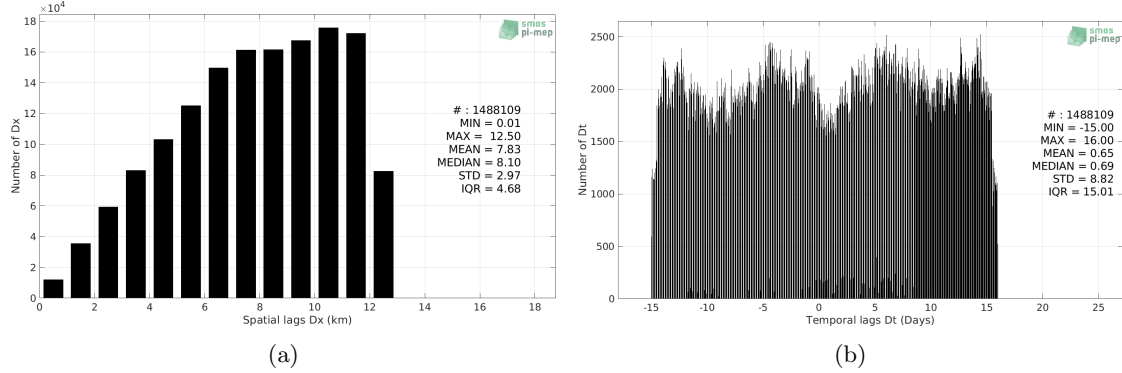 ×10⁴
18
16
14
12
10
8
6
4
2
0
Number of Dx
smos
pi-mep
# : 1488109
MIN = 0.01
MAX = 12.50
MEAN = 7.83
MEDIAN = 8.10
STD = 2.97
IQR = 4.68
0 2 4 6 8 10 12 14 16 18
Spatial lags Dx (km)
(a)
2500
2000
1500
1000
500
0
Number of Dt
smos
pi-mep
# : 1488109
MIN = -15.00
MAX = 16.00
MEAN = 0.65
MEDIAN = 0.69
STD = 8.82
IQR = 15.01
-15 -10 -5 0 5 10 15 20 25
Temporal lags Dt (Days)
(b)